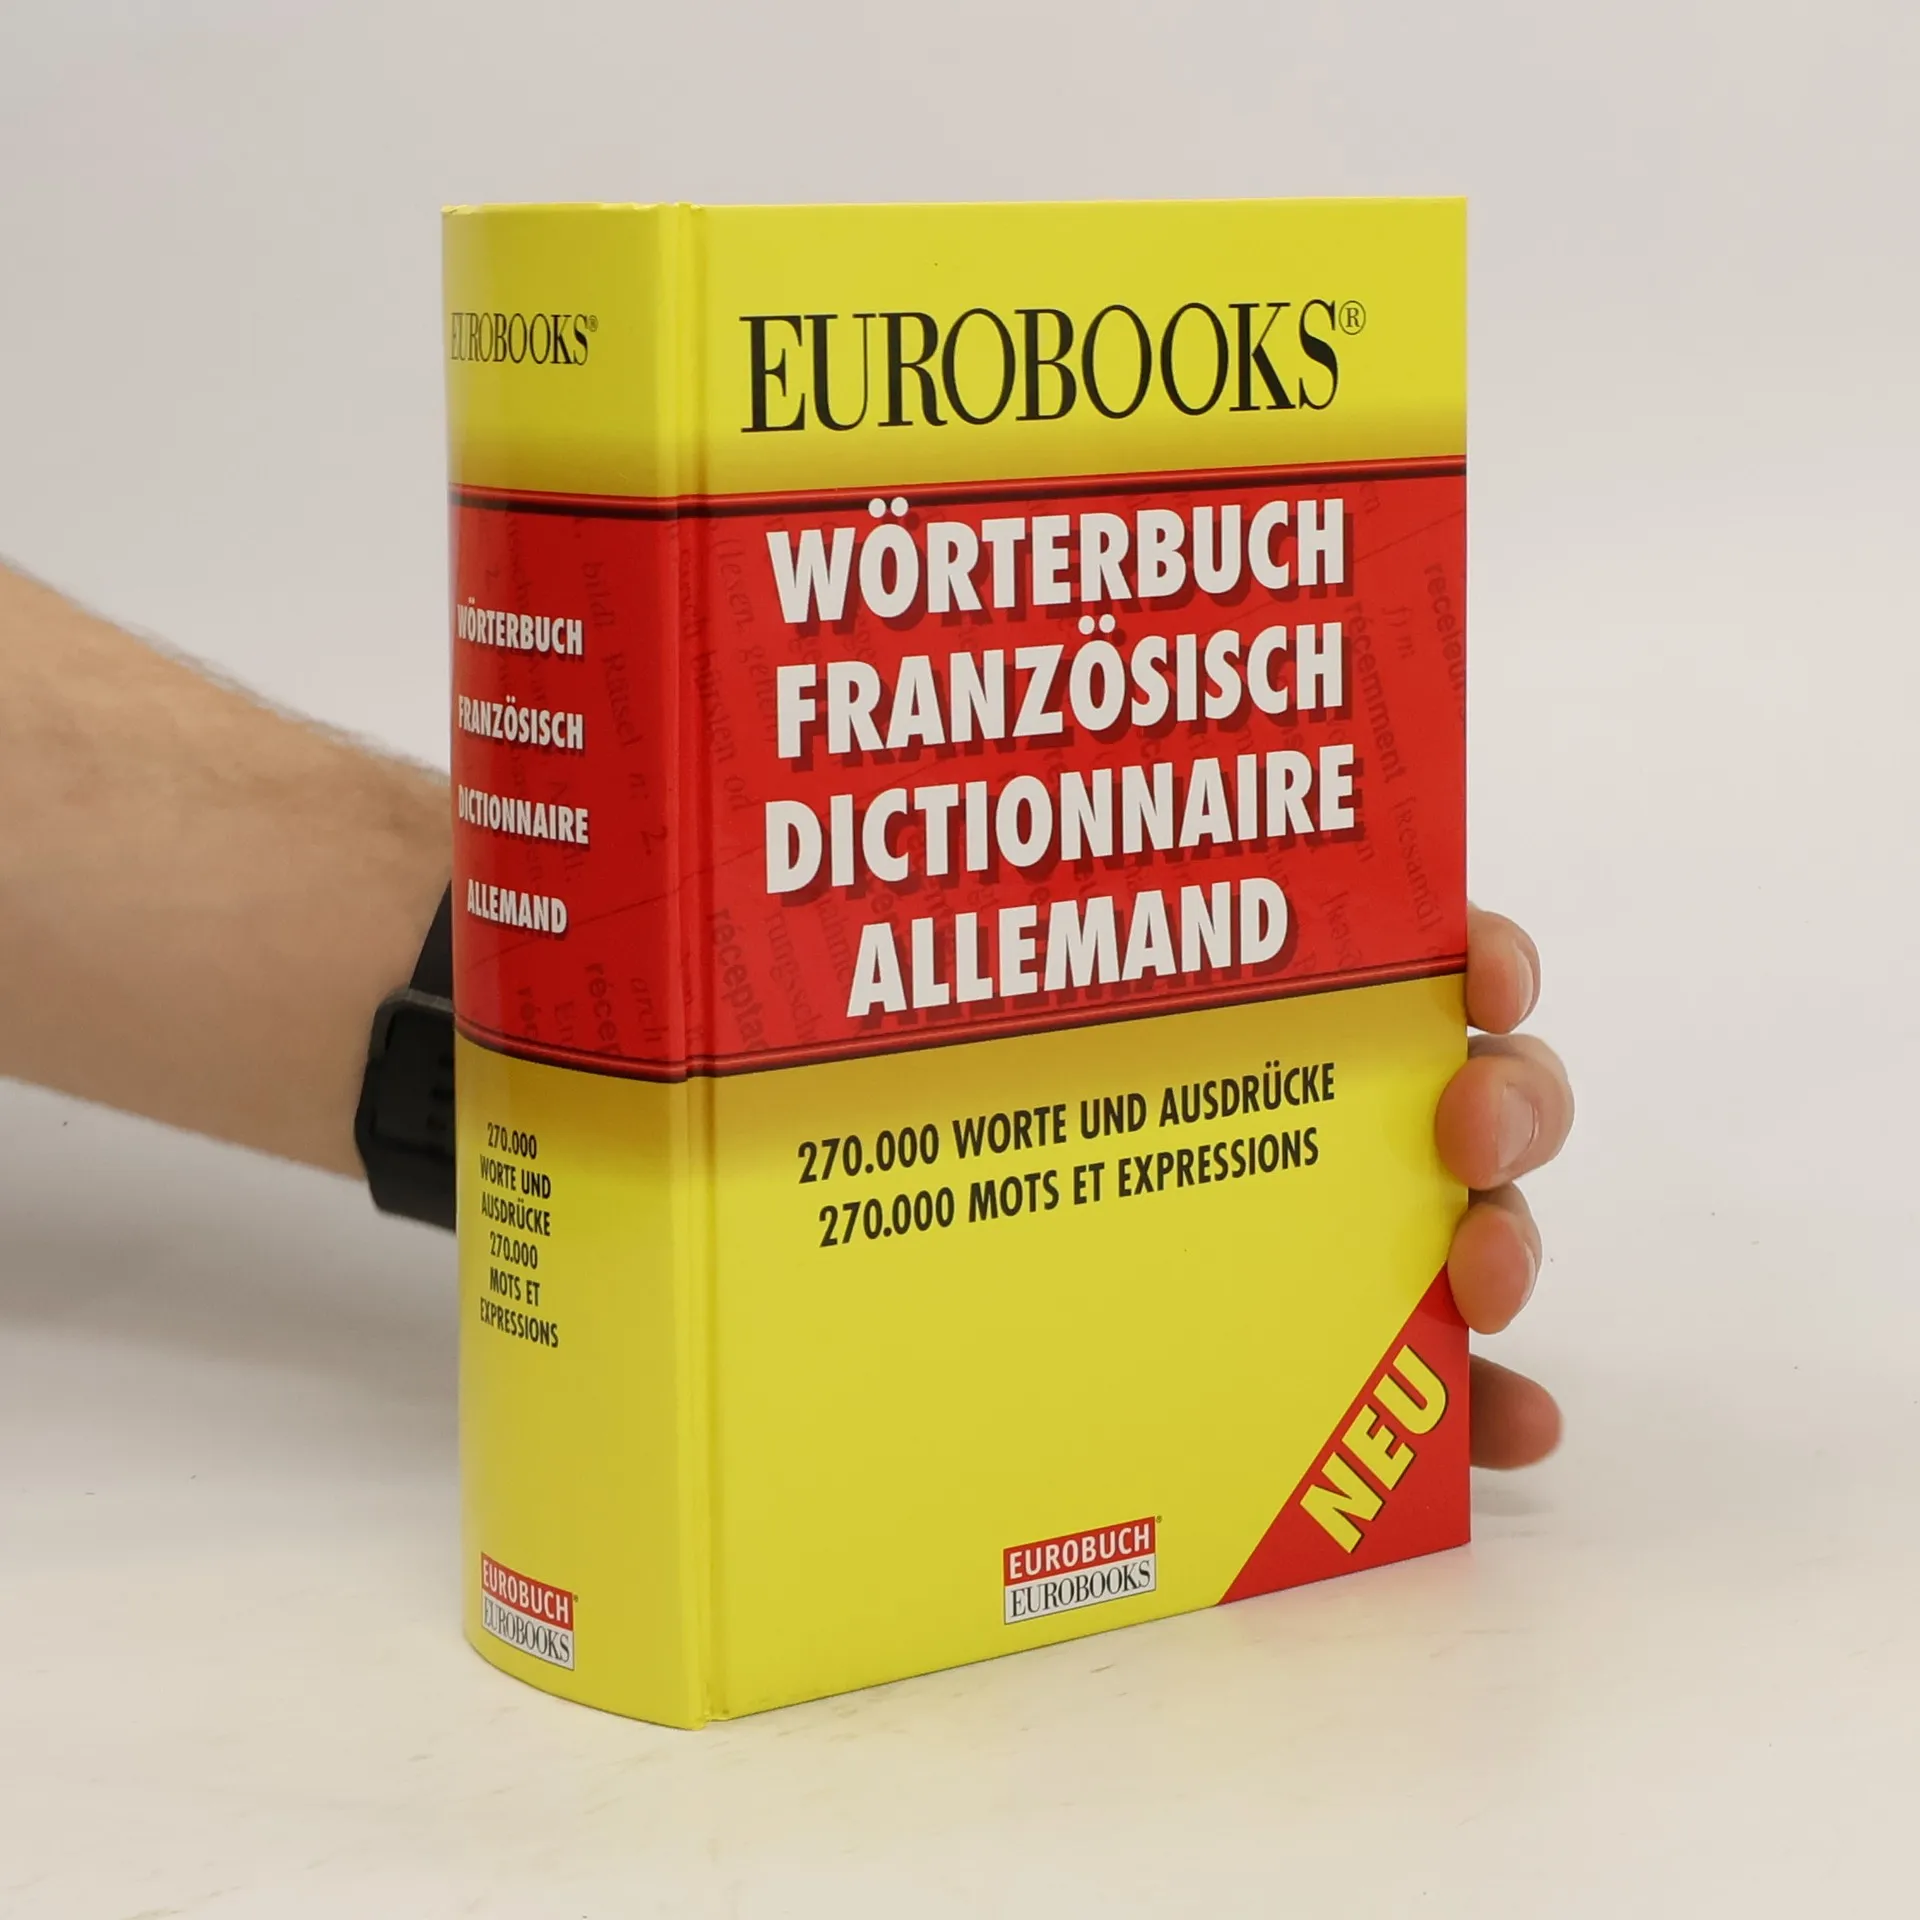 EUROBOOKS®
WÖRTERBUCH
FRANZÖSISCH
DICTIONNAIRE
ALLEMAND
270.000
WORTE UND
AUSDRÜCKE
270.000
MOTS ET
EXPRESSIONS
EUROBUCH
EUROBOOKS
EUROBOOKS®
WÖRTERBUCH
FRANZÖSISCH
DICTIONNAIRE
ALLEMAND
270.000 WORTE UND AUSDRÜCKE
270.000 MOTS ET EXPRESSIONS
NEU
EUROBUCH
EUROBOOKS